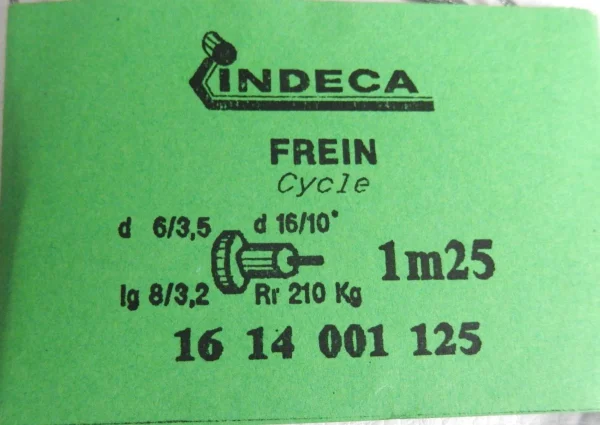 INDECA
FREIN
Cycle
d 6/3,5 d 16/10°
lg 8/3,2 Rr 210 Kg
1m25
16 14 001 125